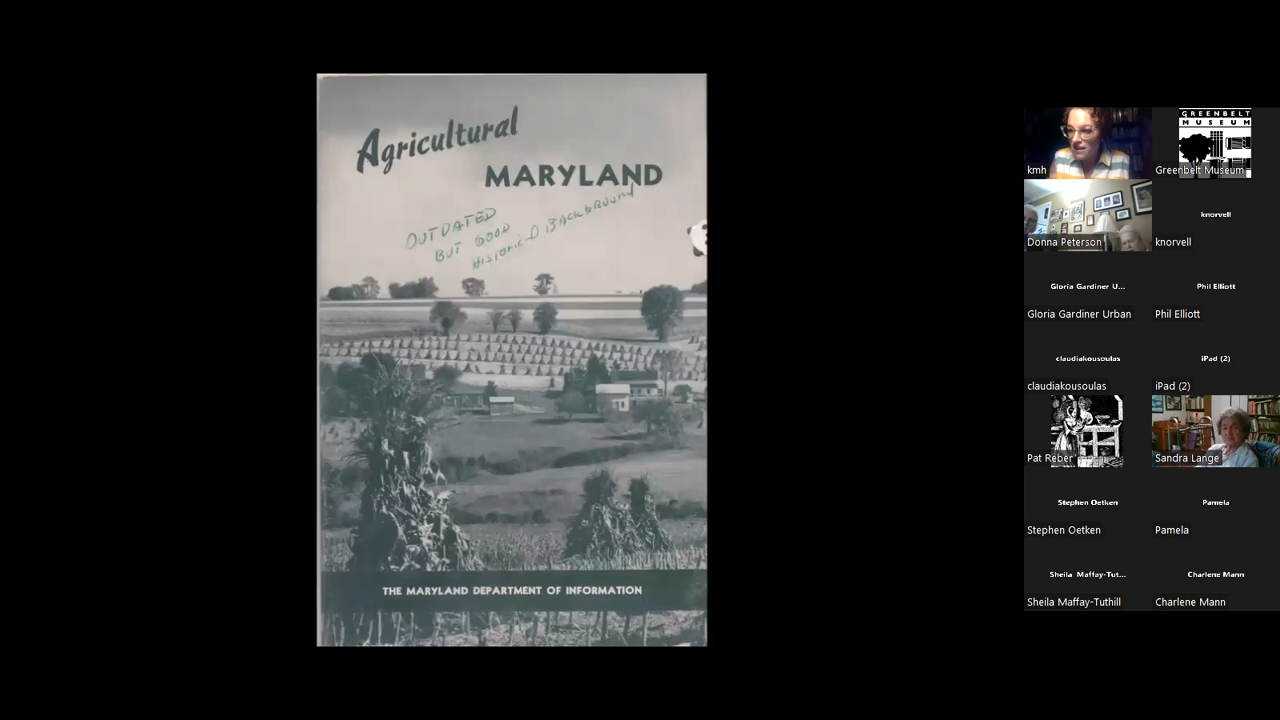 Agricultural
MARYLAND
OUTDATED
BUT GOOD
HISTORICAL BACKGROUND
THE MARYLAND DEPARTMENT OF INFORMATION
kmh
GREENBELT
MUSEUM
Greenbelt Museum
Donna Peterson
knorvell
knorvell
Gloria Gardiner U...
Gloria Gardiner Urban
Phil Elliott
Phil Elliott
claudiakousoulas
claudiakousoulas
iPad (2)
iPad (2)
Pat Reber
Sandra Lange
Stephen Oetken
Stephen Oetken
Pamela
Pamela
Sheila Maffay-Tut...
Sheila Maffay-Tuthill
Charlene Mann
Charlene Mann